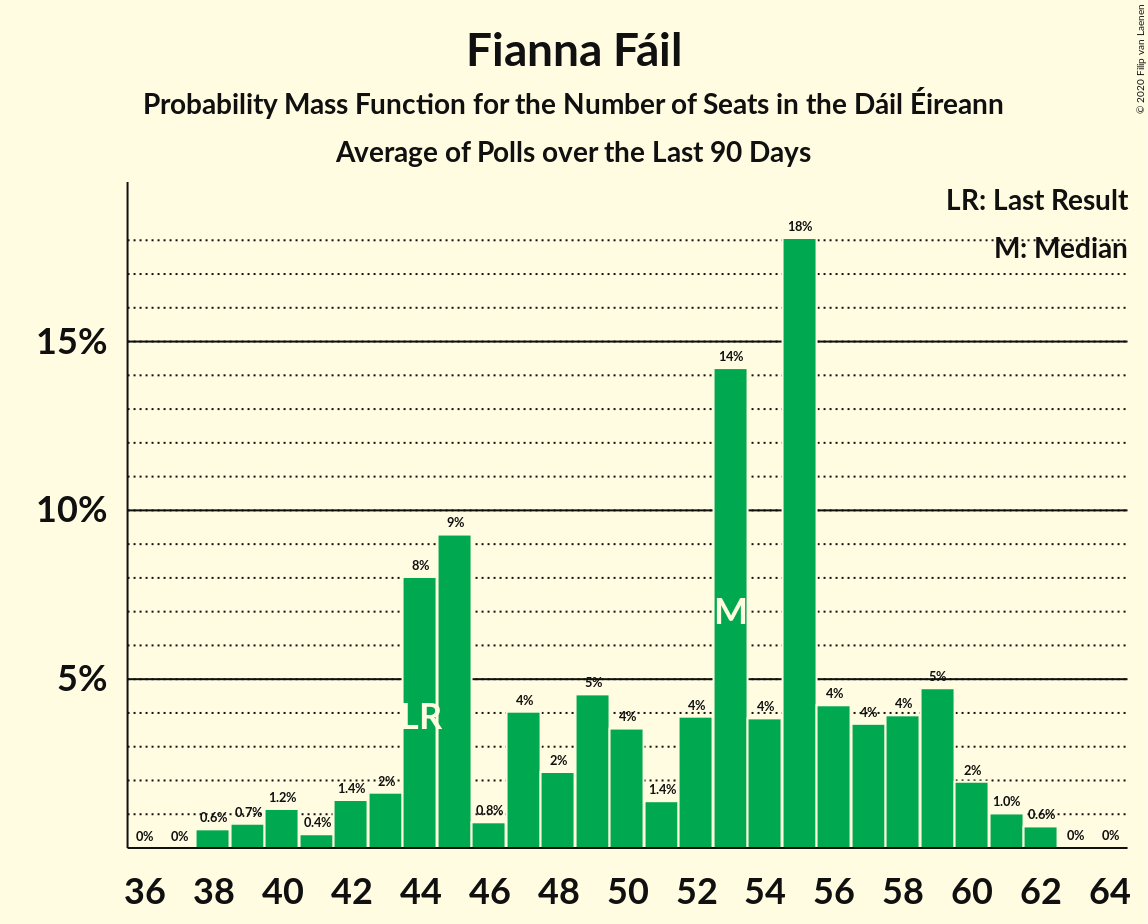 Fianna Fáil
Probability Mass Function for the Number of Seats in the Dáil Éireann
Average of Polls over the Last 90 Days
© 2020 Filip van Laenen
LR: Last Result
M: Median
15%
10%
5%
0% 0% 0.6% 0.7% 1.2% 0.4% 1.4% 2% 8% 9% 0.8% 4% 2% 5% 4% 1.4% 4% 14% 4% 18% 4% 4% 4% 5% 2% 1.0% 0.6% 0% 0%
LR
M
36 38 40 42 44 46 48 50 52 54 56 58 60 62 64